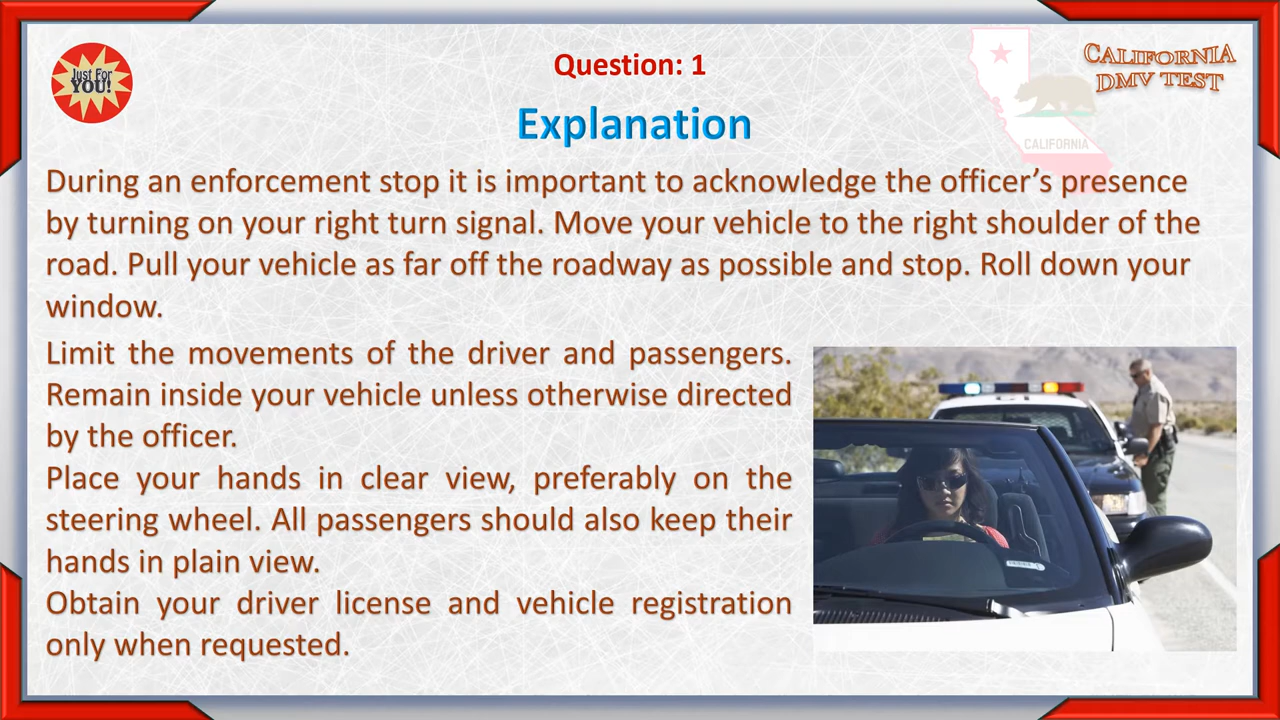 Just For
YOU!
Question: 1
CALIFORNIA
DMV TEST
Explanation
CALIFORNIA
During an enforcement stop it is important to acknowledge the officer's presence
by turning on your right turn signal. Move your vehicle to the right shoulder of the
road. Pull your vehicle as far off the roadway as possible and stop. Roll down your
window.
Limit the movements of the driver and passengers.
Remain inside your vehicle unless otherwise directed
by the officer.
Place your hands in clear view, preferably on the
steering wheel. All passengers should also keep their
hands in plain view.
Obtain your driver license and vehicle registration
only when requested.